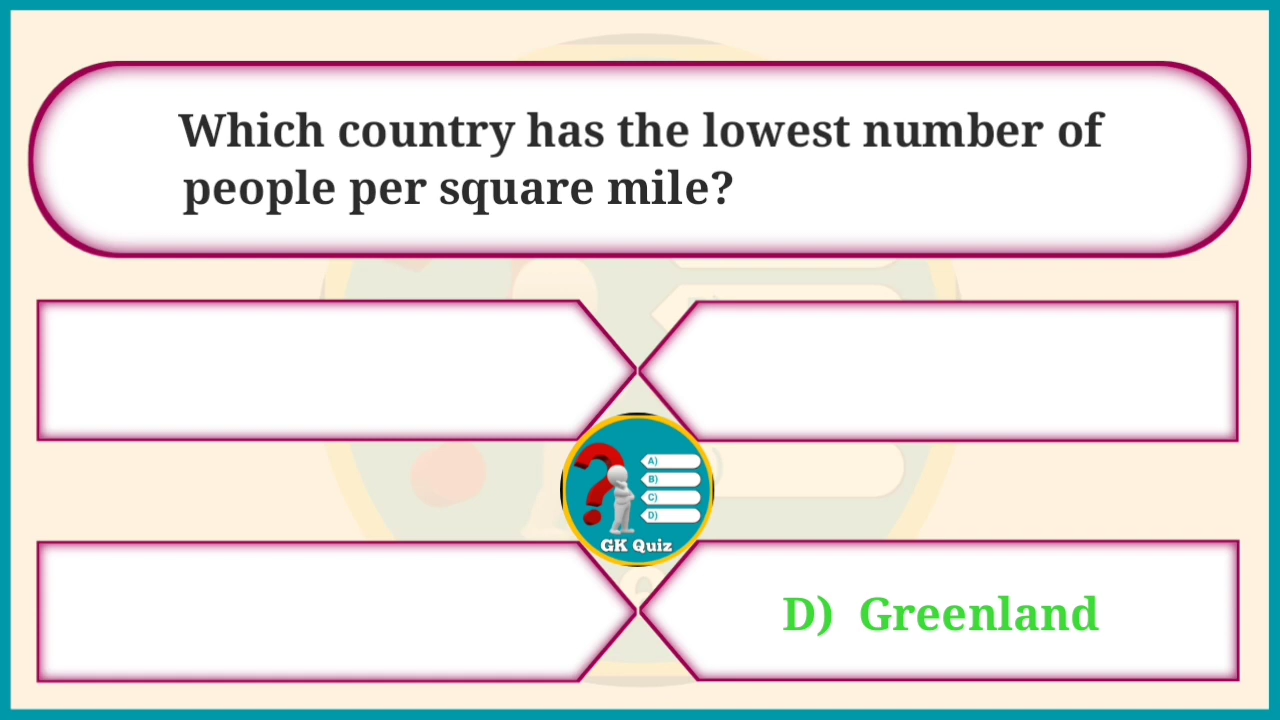 Which country has the lowest number of
people per square mile?
A)
B)
C)
D)
GK Quiz
D) Greenland